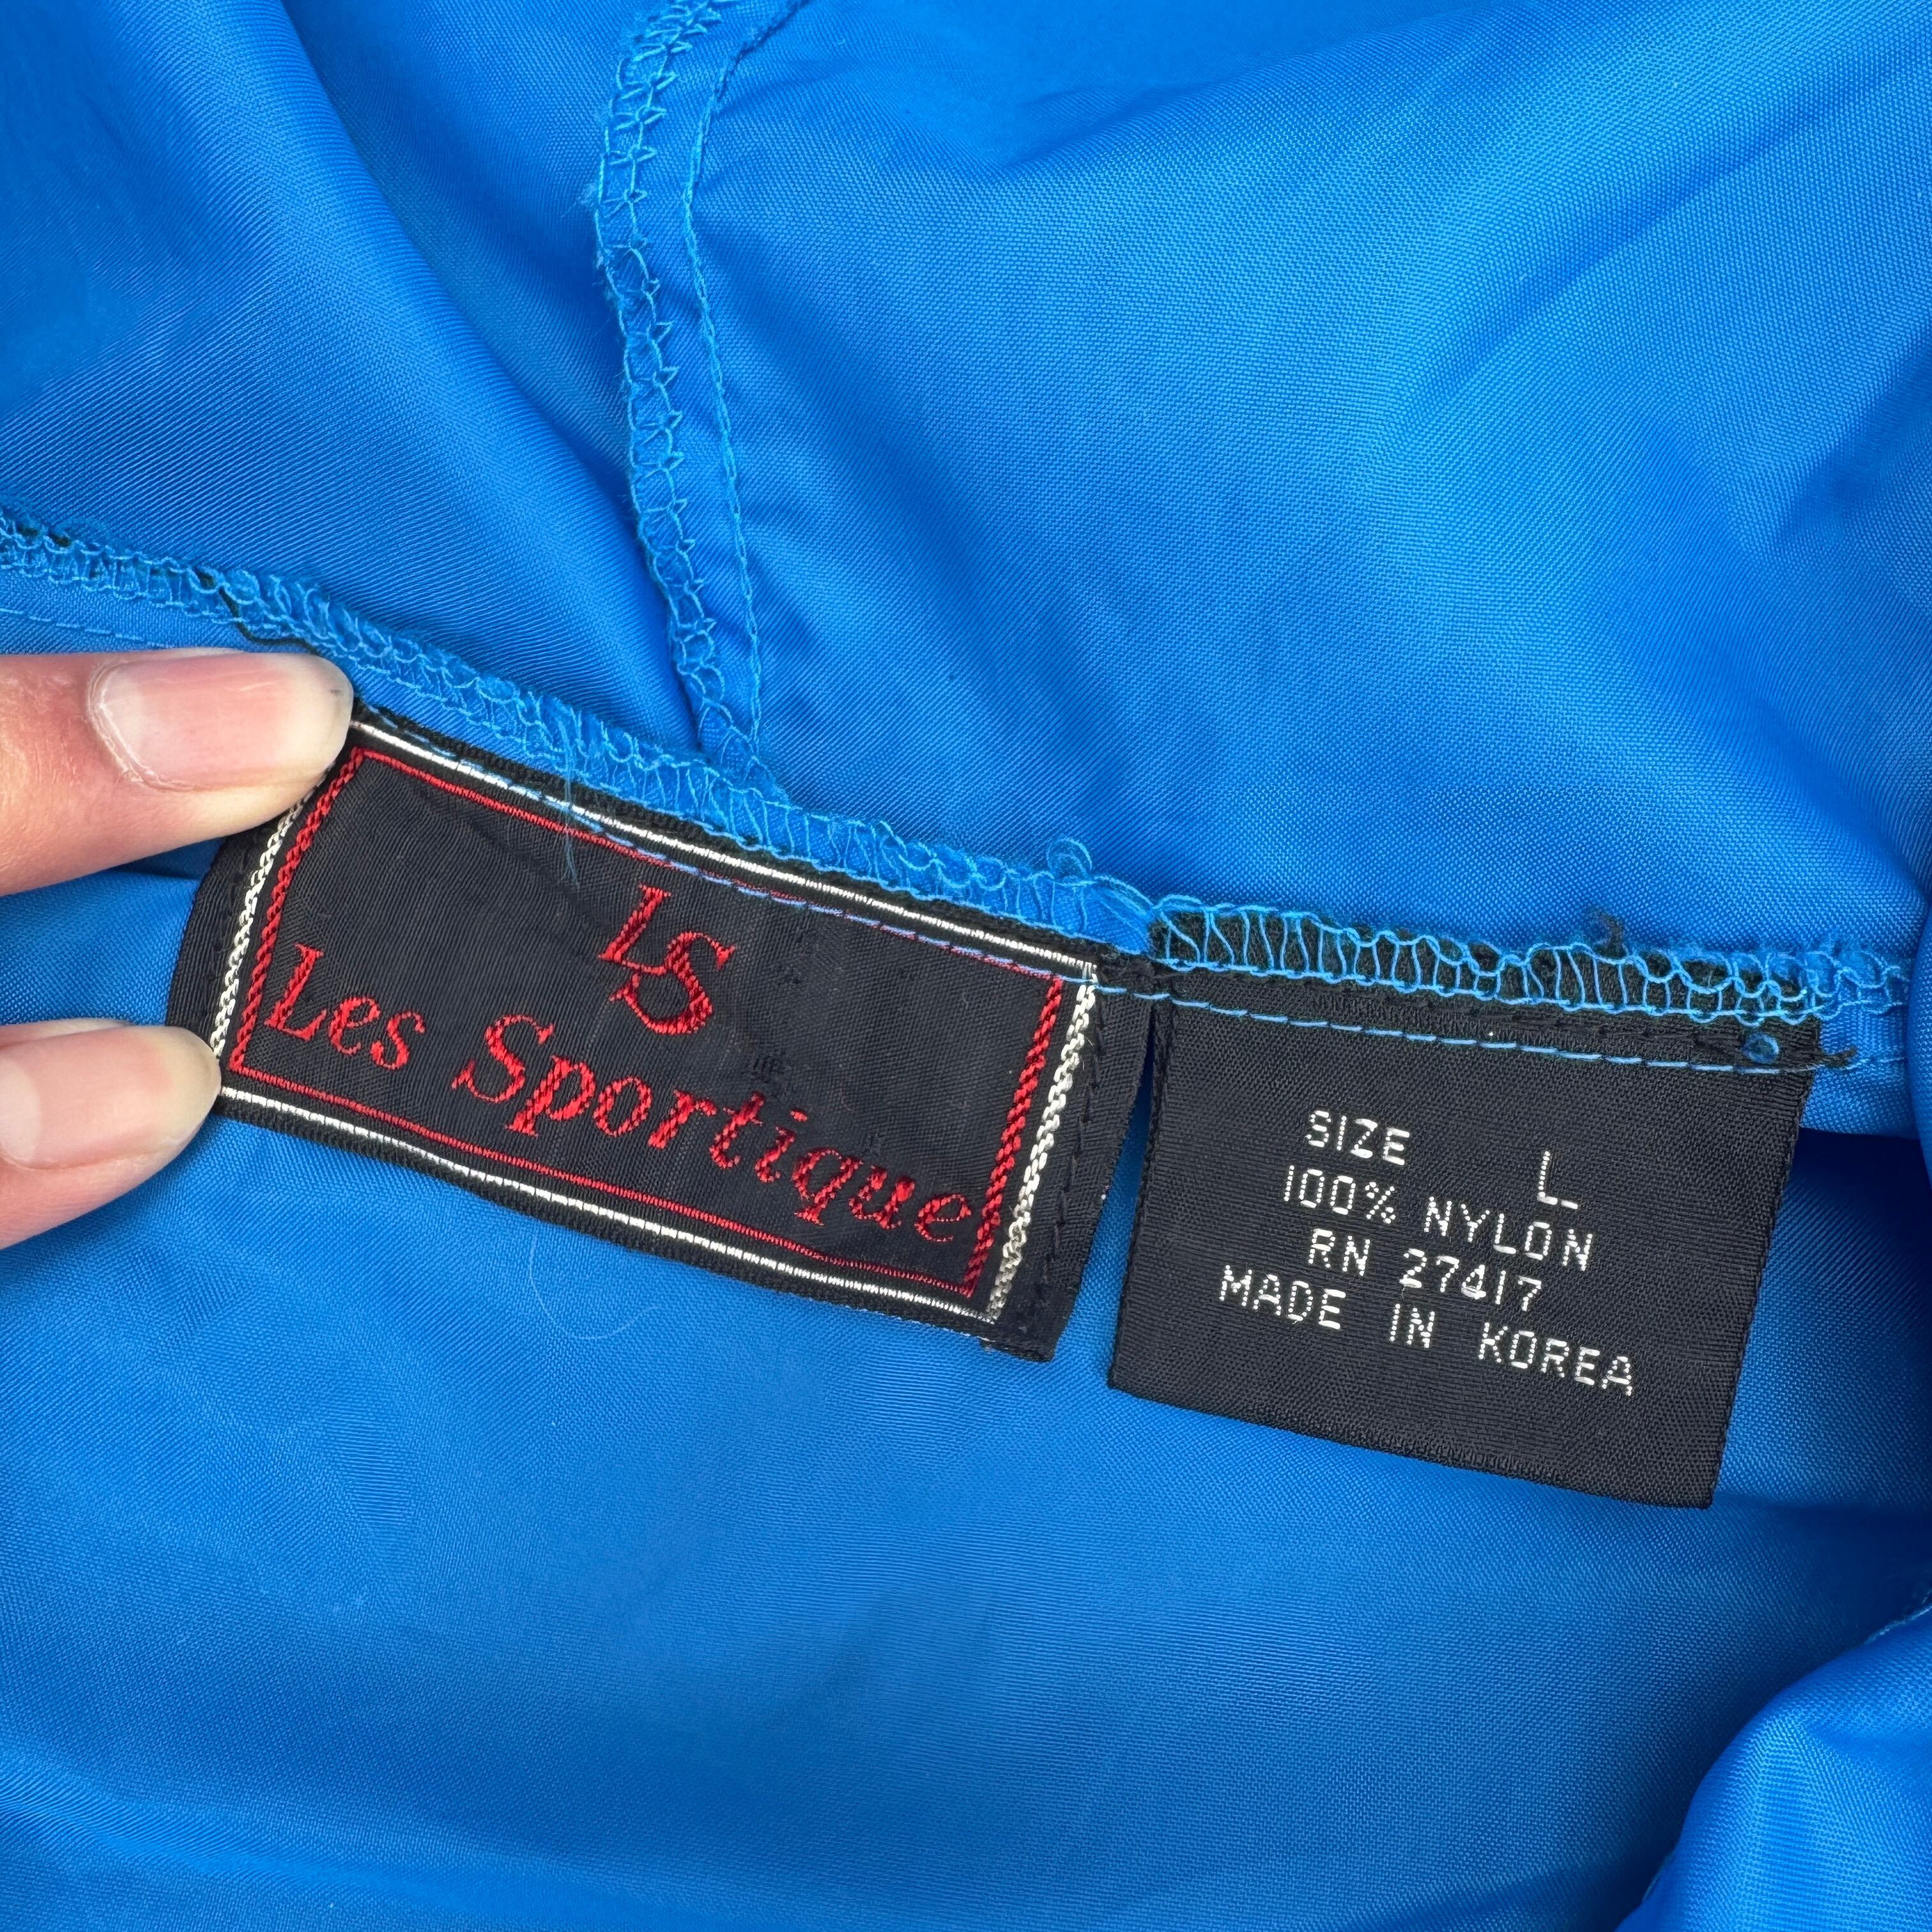 LS
Les Sportique
SIZE L
100% NYLON
RN 27417
MADE IN KOREA